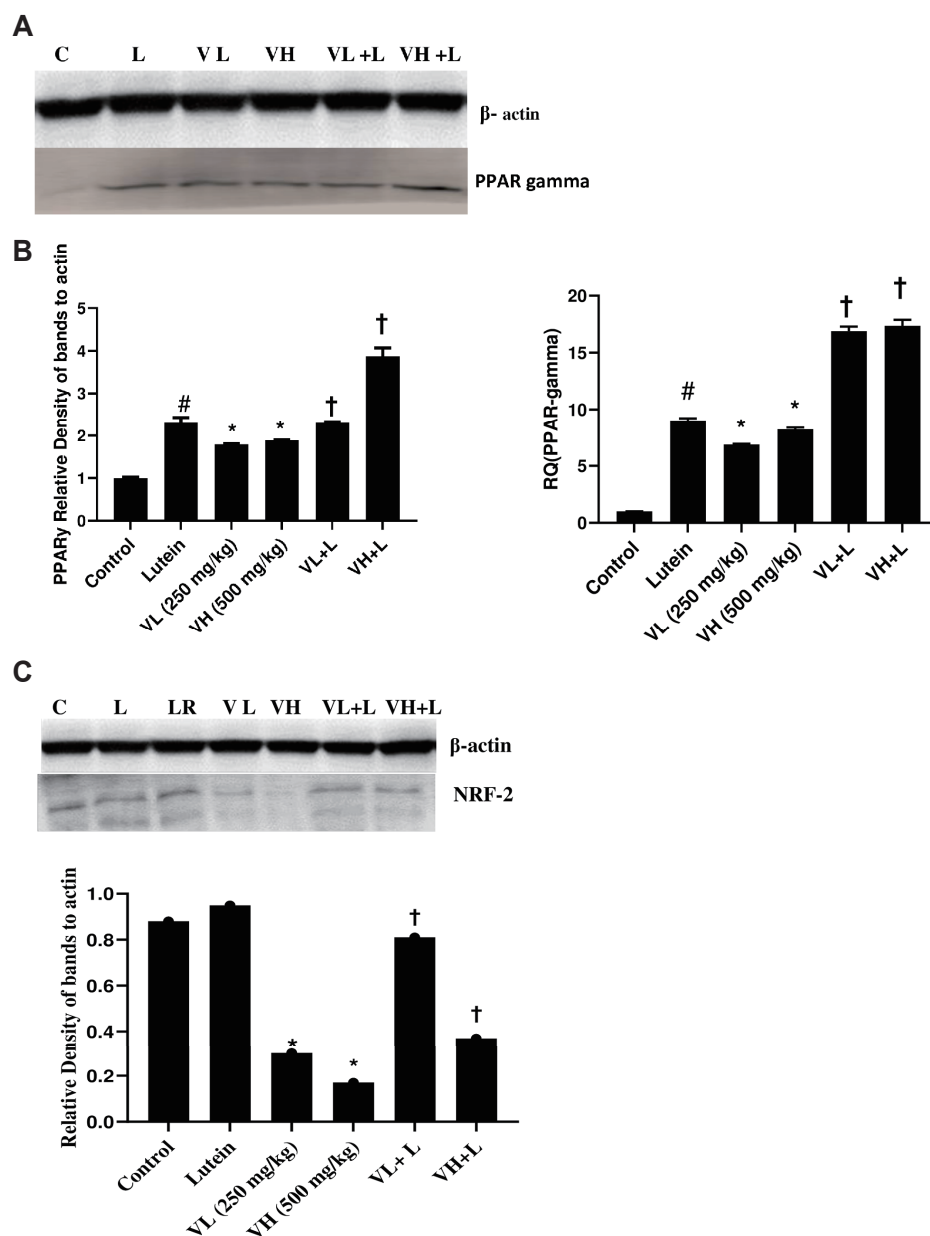 A
C L V L VH VL +L VH +L
β- actin
PPAR gamma
B
PPARγ Relative Density of bands to actin
5
4
3
2
1
0
#
*
*
†
†
Control
Lutein
VL (250 mg/kg)
VH (500 mg/kg)
VL+L
VH+L
RQ(PPAR-gamma)
20
15
10
5
0
#
*
*
†
†
Control
Lutein
VL (250 mg/kg)
VH (500 mg/kg)
VL+L
VH+L
C
C L LR V L VH VL+L VH+L
β-actin
NRF-2
Relative Density of bands to actin
1.0
0.8
0.6
0.4
0.2
0.0
*
*
†
†
Control
Lutein
VL (250 mg/kg)
VH (500 mg/kg)
VL+ L
VH+L